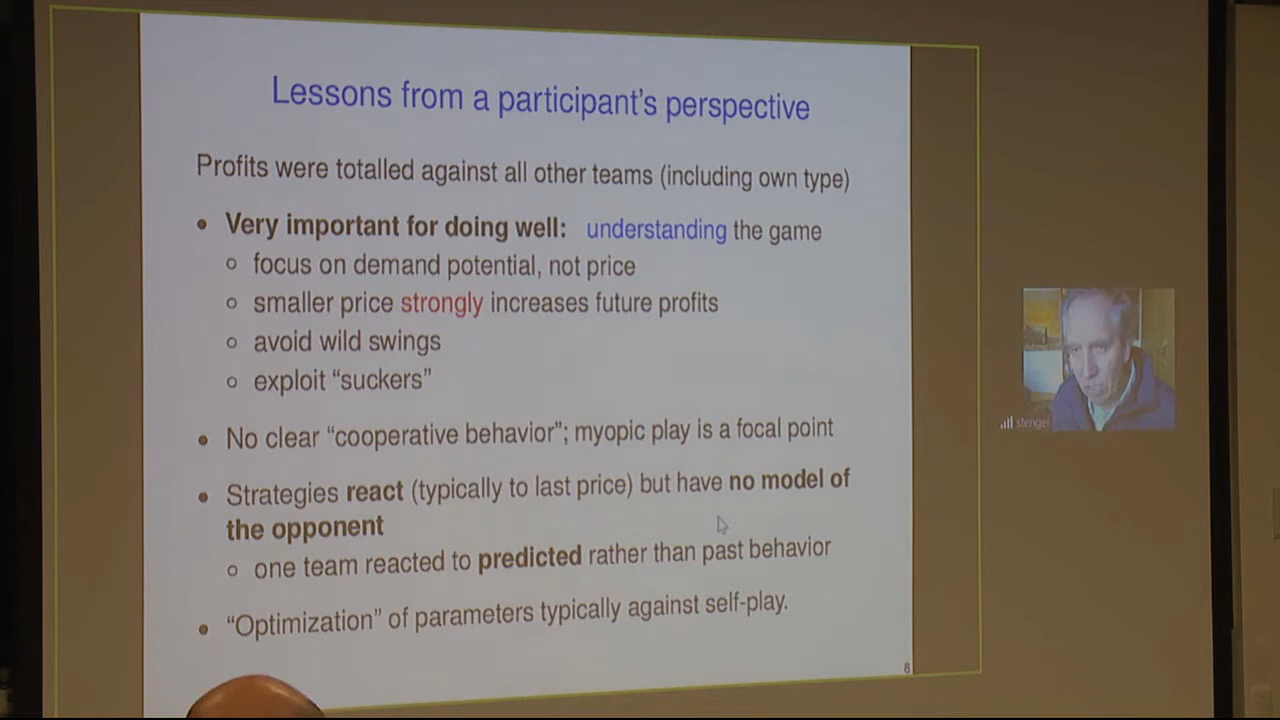 Lessons from a participant's perspective
Profits were totalled against all other teams (including own type)
• Very important for doing well: understanding the game
○ focus on demand potential, not price
○ smaller price strongly increases future profits
○ avoid wild swings
○ exploit “suckers”
• No clear “cooperative behavior”; myopic play is a focal point
• Strategies react (typically to last price) but have no model of
the opponent
○ one team reacted to predicted rather than past behavior
• “Optimization” of parameters typically against self-play.
8
stengel